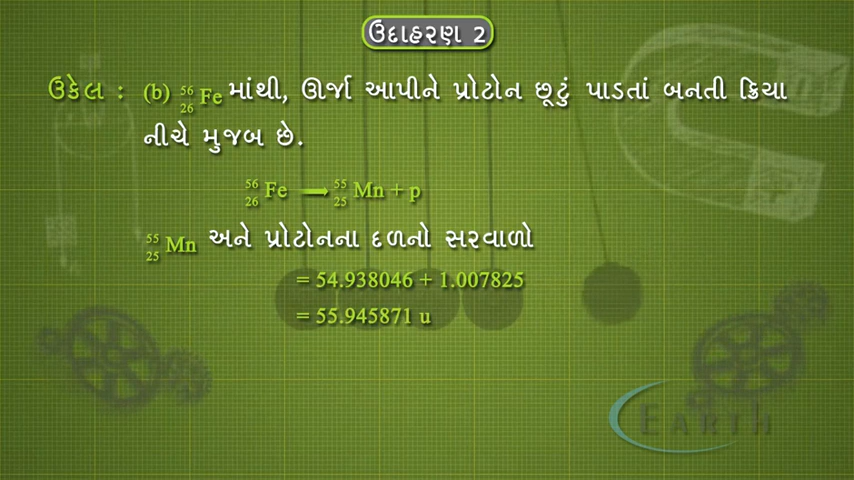 ઉદાહરણ 2
ઉકેલ : (b) ⁵⁶₂₆Fe માંથી, ઊર્જા આપીને પ્રોટોન છૂટું પાડતાં બનતી ક્રિયા
નીચે મુજબ છે.
⁵⁶₂₆Fe ⟶ ⁵⁵₂₅Mn + p
⁵⁵₂₅Mn અને પ્રોટોનના દળનો સરવાળો
= 54.938046 + 1.007825
= 55.945871 u
EARTH